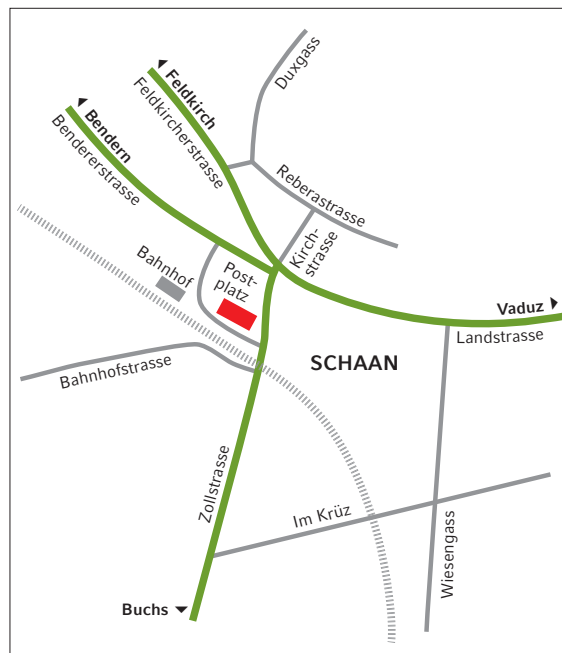 Duxgass
Feldkirch
Feldkircherstrasse
Bendern
Bendererstrasse
Reberastrasse
Kirch-
strasse
Bahnhof
Post-
platz
Vaduz
Landstrasse
SCHAAN
Bahnhofstrasse
Zollstrasse
Im Krüz
Wiesengass
Buchs